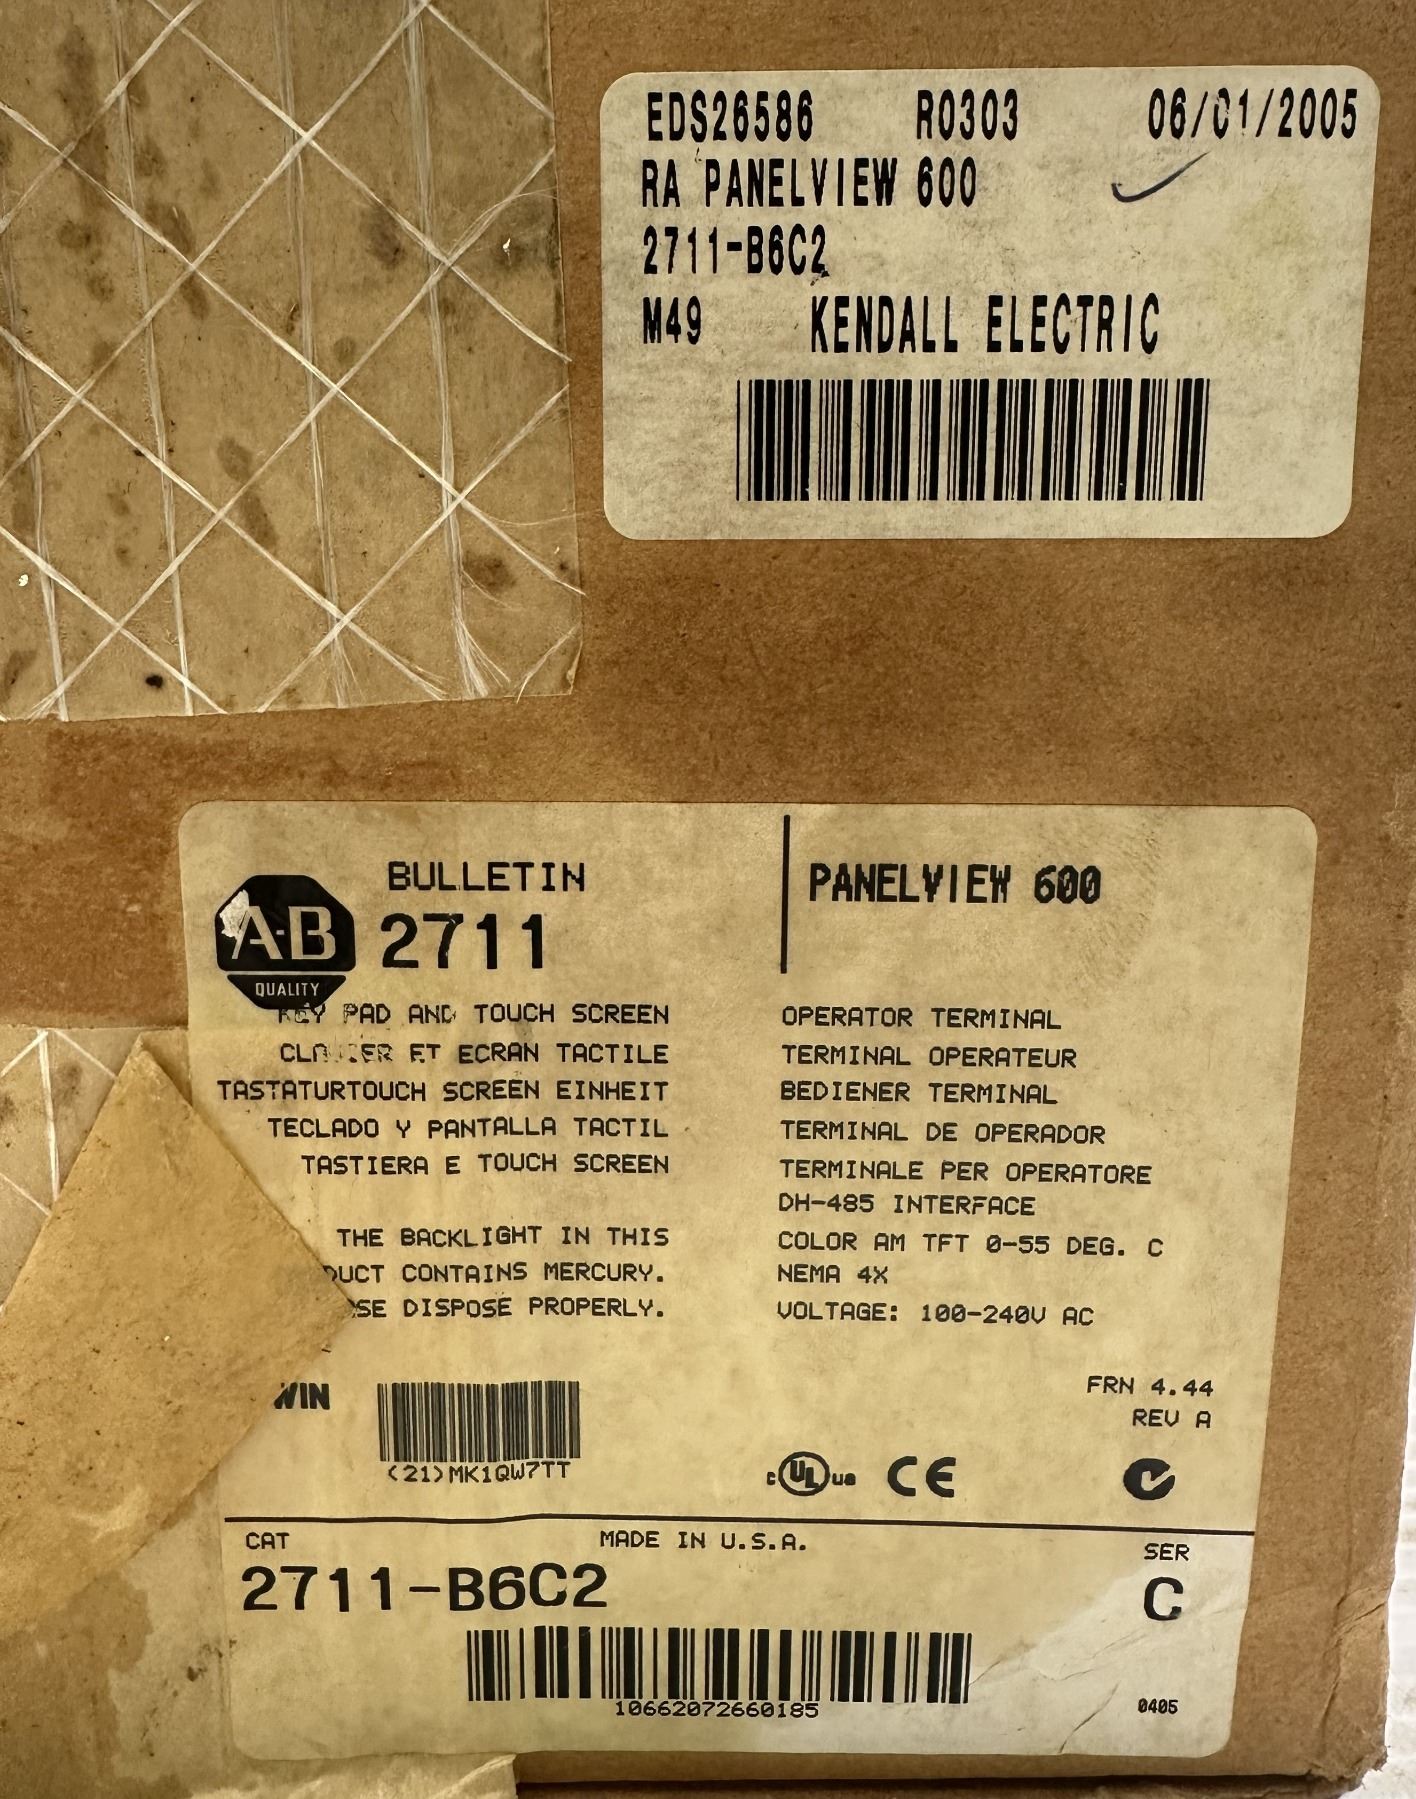 EDS26586 R0303 06/01/2005
RA PANELVIEW 600
2711-B6C2
M49 KENDALL ELECTRIC
A-B
QUALITY
BULLETIN
2711
PANELVIEW 600
KEY PAD AND TOUCH SCREEN
ET ECRAN TACTILE
TASTATURTOUCH SCREEN EINHEIT
TECLADO Y PANTALLA TACTIL
TASTIERA E TOUCH SCREEN
THE BACKLIGHT IN THIS
DUCT CONTAINS MERCURY.
SE DISPOSE PROPERLY.
OPERATOR TERMINAL
TERMINAL OPERATEUR
BEDIENER TERMINAL
TERMINAL DE OPERADOR
TERMINALE PER OPERATORE
DH-485 INTERFACE
COLOR AM TFT 0-55 DEG. C
NEMA 4X
VOLTAGE: 100-240V AC
WIN
(21)MK1QW7TT
FRN 4.44
REV A
c UL us CE
CAT MADE IN U.S.A. SER
2711-B6C2 C
10662072660185
0405